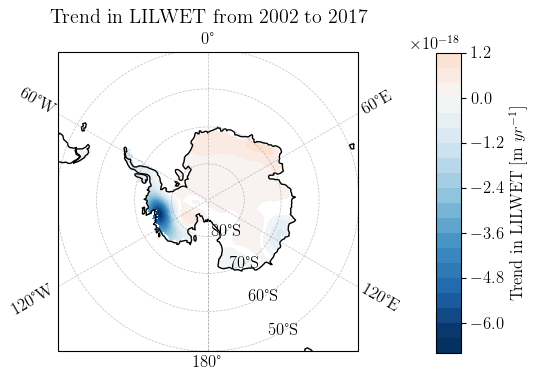 Trend in LILWET from 2002 to 2017
0°
×10⁻¹⁸
60°W
60°E
80°S
70°S
60°S
50°S
120°W
120°E
180°
1.2
0.0
−1.2
−2.4
−3.6
−4.8
−6.0
Trend in LILWET [m yr⁻¹]